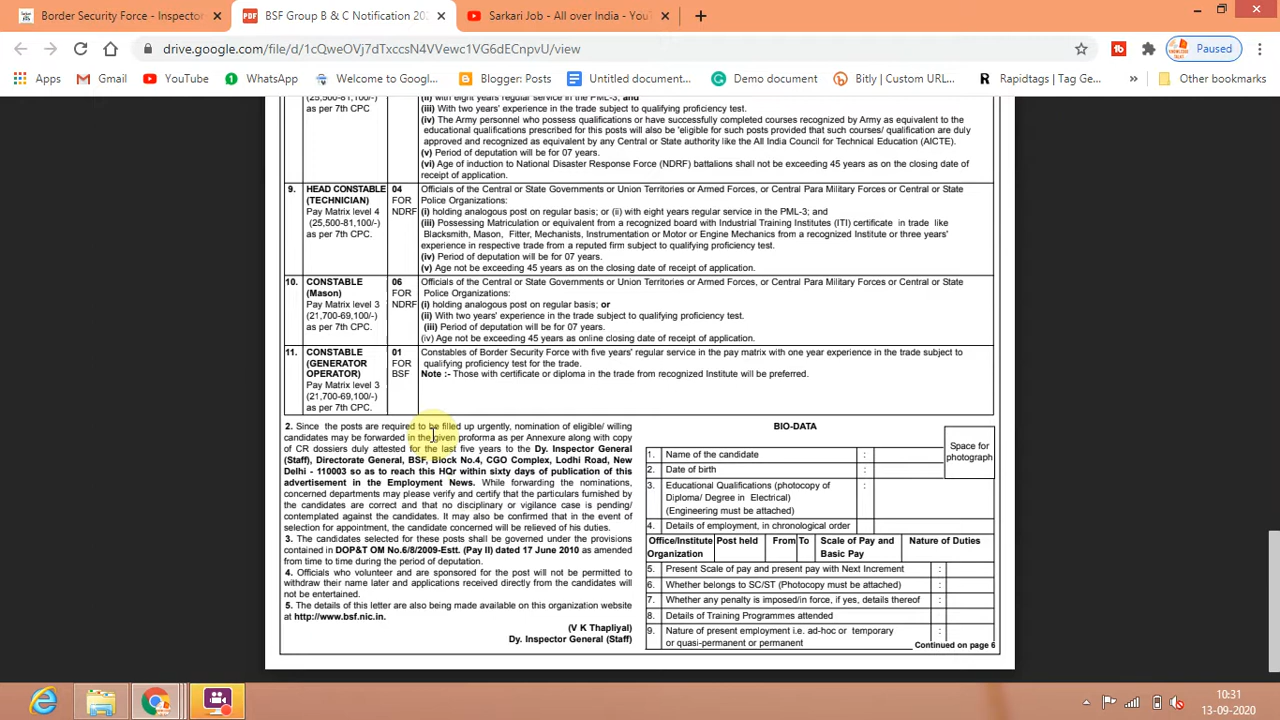 Border Security Force - Inspecto
BSF Group B & C Notification 202
Sarkari Job - All over India - You
drive.google.com/file/d/1cQweOVj7dTxccsN4VVewc1VG6dECnpvU/view
Paused
Apps
Gmail
YouTube
WhatsApp
Welcome to Googl...
Blogger: Posts
Untitled document...
Demo document
Bitly | Custom URL...
Rapidtags | Tag Ge...
Other bookmarks
(25,500-81,100/-)
as per 7th CPC
(ii) with eight years regular service in the PML-3; and
(iii) With two years' experience in the trade subject to qualifying proficiency test.
(iv) The Army personnel who possess qualifications or have successfully completed courses recognized by Army as equivalent to the
educational qualifications prescribed for this posts will also be 'eligible for such posts provided that such courses/ qualification are duly
approved and recognized as equivalent by any Central or State authority like the All India Council for Technical Education (AICTE).
(v) Period of deputation will be for 07 years.
(vi) Age of induction to National Disaster Response Force (NDRF) battalions shall not be exceeding 45 years as on the closing date of
receipt of application.
9. HEAD CONSTABLE
(TECHNICIAN)
Pay Matrix level 4
(25,500-81,100/-)
as per 7th CPC.
04
FOR
NDRF
Officials of the Central or State Governments or Union Territories or Armed Forces, or Central Para Military Forces or Central or State
Police Organizations:
(i) holding analogous post on regular basis; or (ii) with eight years regular service in the PML-3; and
(iii) Possessing Matriculation or equivalent from a recognized board with Industrial Training Institutes (ITI) certificate in trade like
Blacksmith, Mason, Fitter, Mechanists, Instrumentation or Motor or Engine Mechanics from a recognized Institute or three years'
experience in respective trade from a reputed firm subject to qualifying proficiency test.
(iv) Period of deputation will be for 07 years.
(v) Age not be exceeding 45 years as on the closing date of receipt of application.
10. CONSTABLE
(Mason)
Pay Matrix level 3
(21,700-69,100/-)
as per 7th CPC.
06
FOR
NDRF
Officials of the Central or State Governments or Union Territories or Armed Forces, or Central Para Military Forces or Central or State
Police Organizations:
(i) holding analogous post on regular basis; or
(ii) With two years' experience in the trade subject to qualifying proficiency test.
(iii) Period of deputation will be for 07 years.
(iv) Age not be exceeding 45 years as online closing date of receipt of application.
11. CONSTABLE
(GENERATOR
OPERATOR)
Pay Matrix level 3
(21,700-69,100/-)
as per 7th CPC.
01
FOR
BSF
Constables of Border Security Force with five years' regular service in the pay matrix with one year experience in the trade subject to
qualifying proficiency test for the trade.
Note :- Those with certificate or diploma in the trade from recognized Institute will be preferred.
2. Since the posts are required to be filled up urgently, nomination of eligible/ willing
candidates may be forwarded in the given proforma as per Annexure along with copy
of CR dossiers duly attested for the last five years to the Dy. Inspector General
(Staff), Directorate General, BSF, Block No.4, CGO Complex, Lodhi Road, New
Delhi - 110003 so as to reach this HQr within sixty days of publication of this
advertisement in the Employment News. While forwarding the nominations,
concerned departments may please verify and certify that the particulars furnished by
the candidates are correct and that no disciplinary or vigilance case is pending/
contemplated against the candidates. It may also be confirmed that in the event of
selection for appointment, the candidate concerned will be relieved of his duties.
3. The candidates selected for these posts shall be governed under the provisions
contained in DOP&T OM No.6/8/2009-Estt. (Pay II) dated 17 June 2010 as amended
from time to time during the period of deputation.
4. Officials who volunteer and are sponsored for the post will not be permitted to
withdraw their name later and applications received directly from the candidates will
not be entertained.
5. The details of this letter are also being made available on this organization website
at http://www.bsf.nic.in.
(V K Thapliyal)
Dy. Inspector General (Staff)
BIO-DATA
Space for
photograph
1. Name of the candidate :
2. Date of birth :
3. Educational Qualifications (photocopy of :
Diploma/ Degree in Electrical)
(Engineering must be attached)
4. Details of employment, in chronological order
Office/Institute Post held From To Scale of Pay and Nature of Duties
Organization Basic Pay
5. Present Scale of pay and present pay with Next Increment :
6. Whether belongs to SC/ST (Photocopy must be attached) :
7. Whether any penalty is imposed/in force, if yes, details thereof :
8. Details of Training Programmes attended :
9. Nature of present employment i.e. ad-hoc or temporary :
or quasi-permanent or permanent
Continued on page 6
10:31
13-09-2020